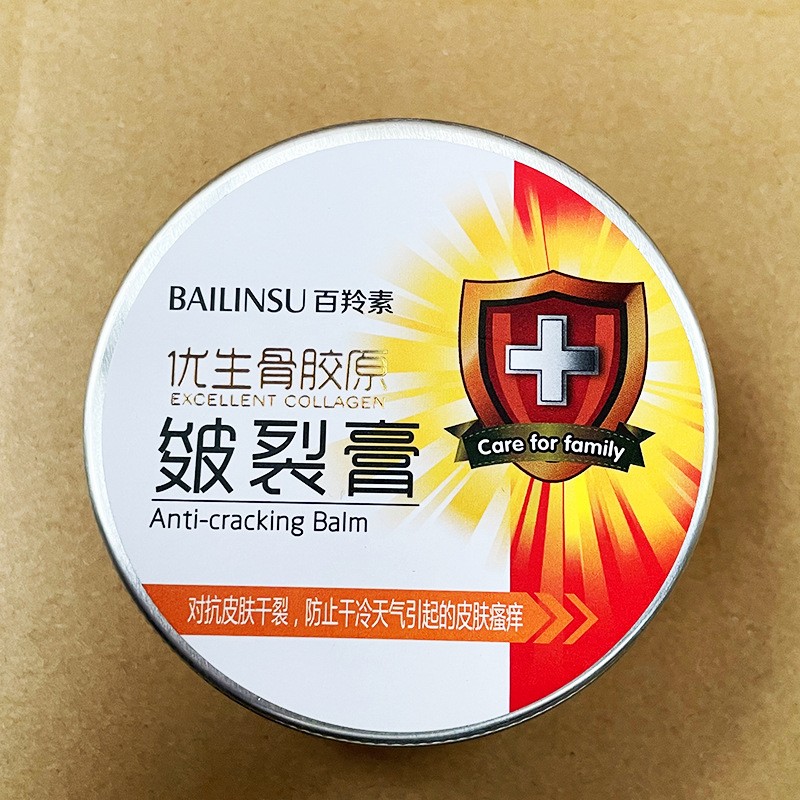 BAILINSU 百羚素
优生骨胶原
EXCELLENT COLLAGEN
皴裂膏
Anti-cracking Balm
Care for family
对抗皮肤干裂,防止干冷天气引起的皮肤瘙痒